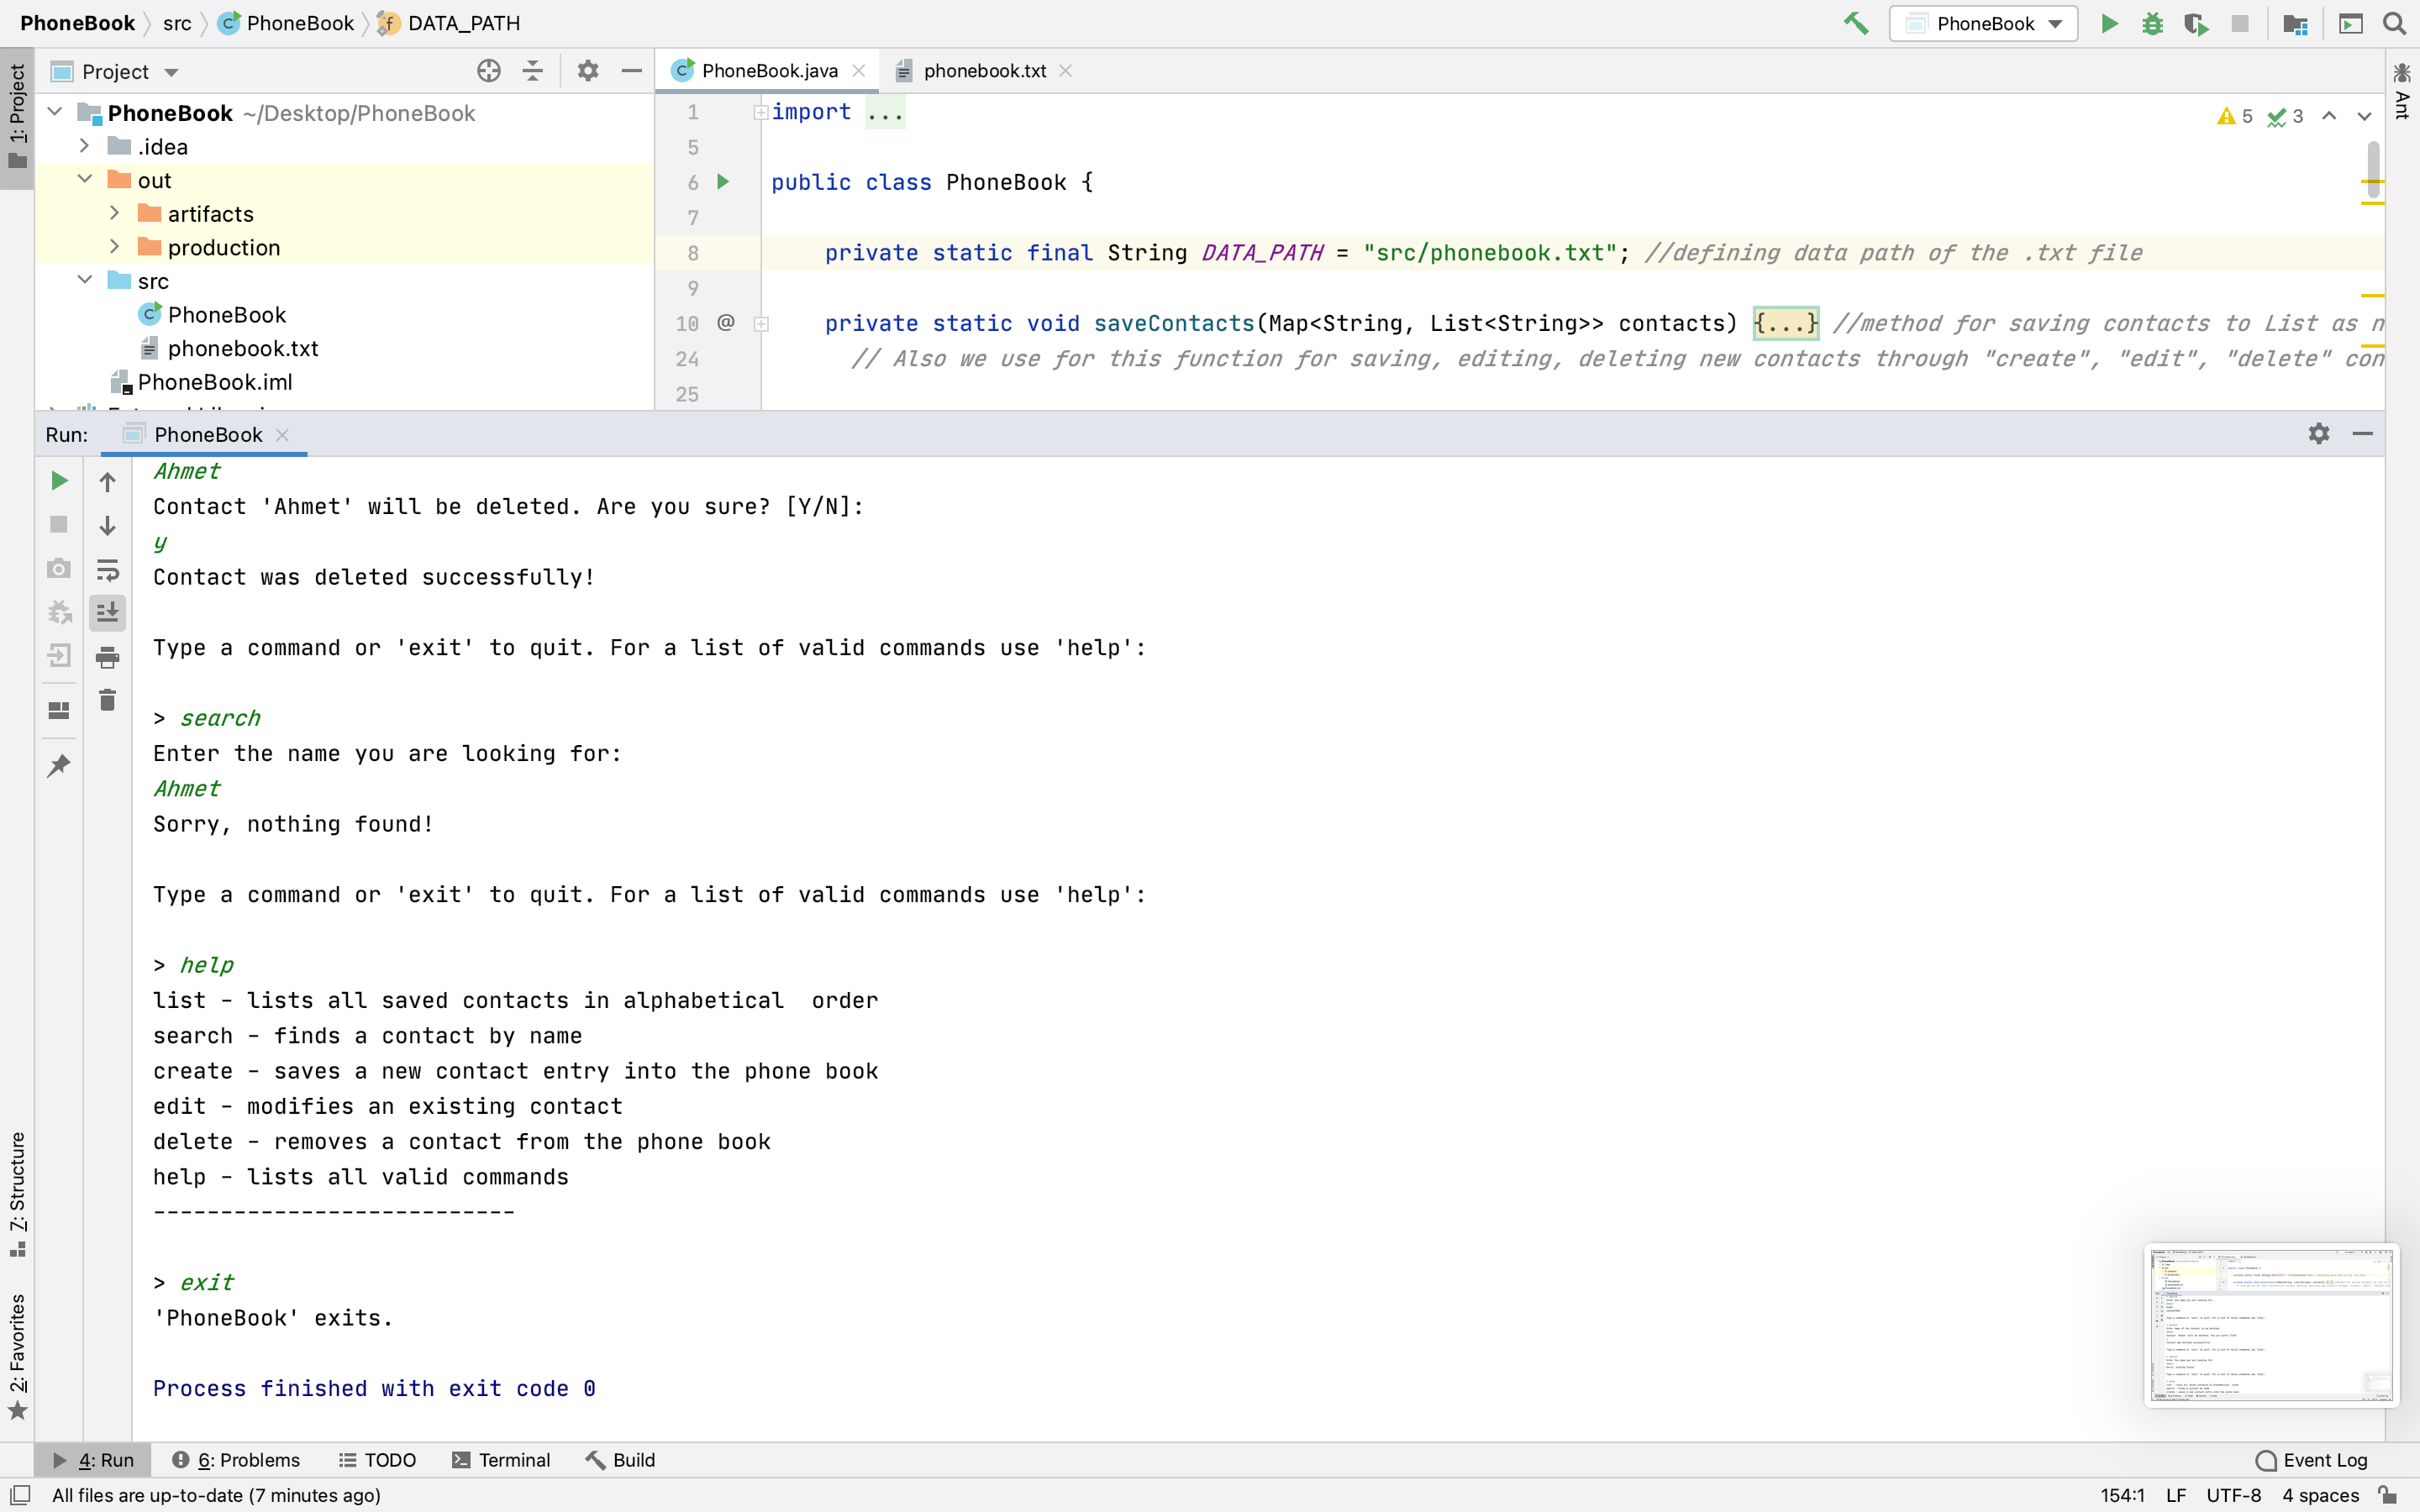 PhoneBook src PhoneBook DATA_PATH PhoneBook
Project PhoneBook.java phonebook.txt
1: Project
Ant
PhoneBook ~/Desktop/PhoneBook
.idea
out
artifacts
production
src
PhoneBook
phonebook.txt
PhoneBook.iml
5 3
1 import ...
5
6 public class PhoneBook {
7
8 private static final String DATA_PATH = "src/phonebook.txt"; //defining data path of the .txt file
9
10 @ private static void saveContacts(Map<String, List<String>> contacts) {...} //method for saving contacts to List as n
24 // Also we use for this function for saving, editing, deleting new contacts through "create", "edit", "delete" con
25
Run: PhoneBook
Ahmet
Contact 'Ahmet' will be deleted. Are you sure? [Y/N]:
y
Contact was deleted successfully!
Type a command or 'exit' to quit. For a list of valid commands use 'help':
> search
Enter the name you are looking for:
Ahmet
Sorry, nothing found!
Type a command or 'exit' to quit. For a list of valid commands use 'help':
> help
list - lists all saved contacts in alphabetical  order
search - finds a contact by name
create - saves a new contact entry into the phone book
edit - modifies an existing contact
delete - removes a contact from the phone book
help - lists all valid commands
---------------------------
> exit
'PhoneBook' exits.
Process finished with exit code 0
7: Structure
2: Favorites
4: Run 6: Problems TODO Terminal Build Event Log
All files are up-to-date (7 minutes ago) 154:1 LF UTF-8 4 spaces